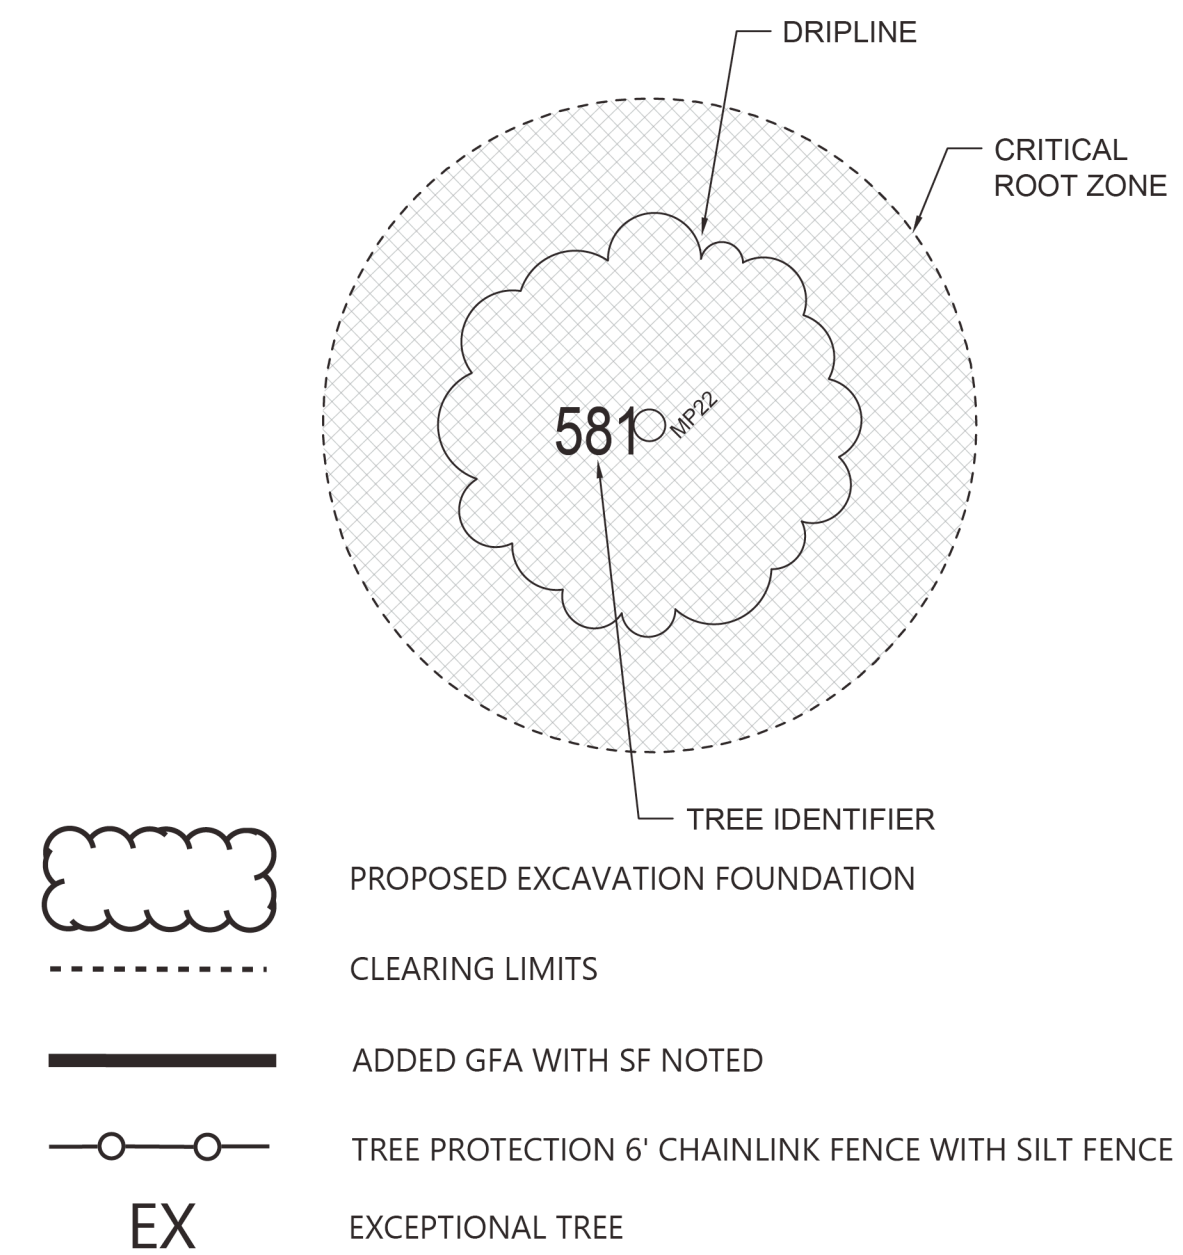 DRIPLINE
CRITICAL
ROOT ZONE
581
MP22
TREE IDENTIFIER
PROPOSED EXCAVATION FOUNDATION
CLEARING LIMITS
ADDED GFA WITH SF NOTED
TREE PROTECTION 6' CHAINLINK FENCE WITH SILT FENCE
EX
EXCEPTIONAL TREE